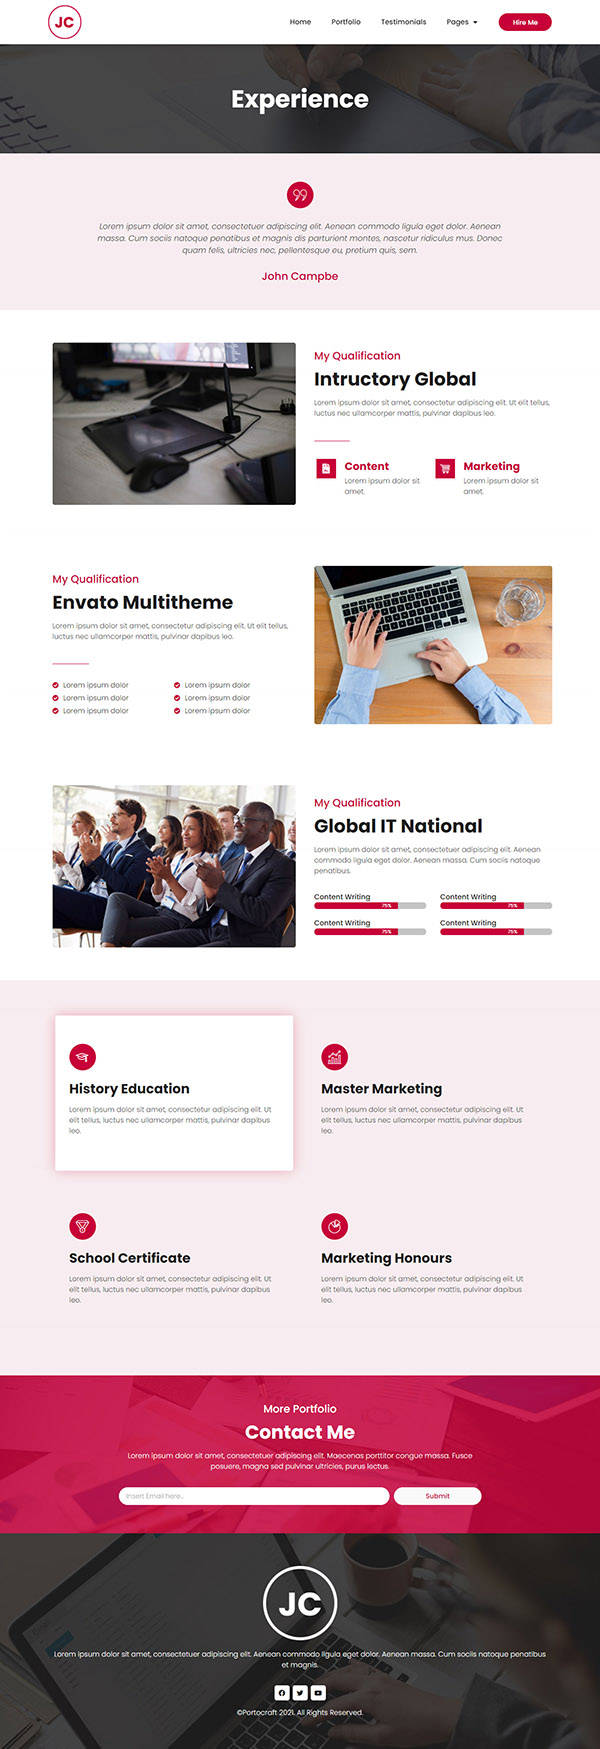 JC
Home Portfolio Testimonials Pages Hire Me
Experience
Lorem ipsum dolor sit amet, consectetuer adipiscing elit. Aenean commodo ligula eget dolor. Aenean
massa. Cum sociis natoque penatibus et magnis dis parturient montes, nascetur ridiculus mus. Donec
quam felis, ultricies nec, pellentesque eu, pretium quis, sem.
John Campbe
My Qualification
Intructory Global
Lorem ipsum dolor sit amet, consectetur adipiscing elit. Ut elit tellus,
luctus nec ullamcorper mattis, pulvinar dapibus leo.
Content
Lorem ipsum dolor sit
amet.
Marketing
Lorem ipsum dolor sit
amet.
My Qualification
Envato Multitheme
Lorem ipsum dolor sit amet, consectetur adipiscing elit. Ut elit tellus,
luctus nec ullamcorper mattis, pulvinar dapibus leo.
Lorem ipsum dolor
Lorem ipsum dolor
Lorem ipsum dolor
Lorem ipsum dolor
Lorem ipsum dolor
Lorem ipsum dolor
My Qualification
Global IT National
Lorem ipsum dolor sit amet, consectetuer adipiscing elit. Aenean
commodo ligula eget dolor. Aenean massa. Cum sociis natoque
penatibus.
Content Writing
75%
Content Writing
75%
Content Writing
75%
Content Writing
75%
History Education
Lorem ipsum dolor sit amet, consectetur adipiscing elit. Ut
elit tellus, luctus nec ullamcorper mattis, pulvinar dapibus
leo.
Master Marketing
Lorem ipsum dolor sit amet, consectetur adipiscing elit. Ut
elit tellus, luctus nec ullamcorper mattis, pulvinar dapibus
leo.
School Certificate
Lorem ipsum dolor sit amet, consectetur adipiscing elit. Ut
elit tellus, luctus nec ullamcorper mattis, pulvinar dapibus
leo.
Marketing Honours
Lorem ipsum dolor sit amet, consectetur adipiscing elit. Ut
elit tellus, luctus nec ullamcorper mattis, pulvinar dapibus
leo.
More Portfolio
Contact Me
Lorem ipsum dolor sit amet, consectetur adipiscing elit. Maecenas porttitor congue massa. Fusce
posuere, magna sed pulvinar ultricies, purus lectus.
Insert Email here.. Submit
JC
Lorem ipsum dolor sit amet, consectetuer adipiscing elit. Aenean commodo ligula eget dolor. Aenean massa. Cum sociis natoque penatibus
et magnis.
©Portocraft 2021. All Rights Reserved.